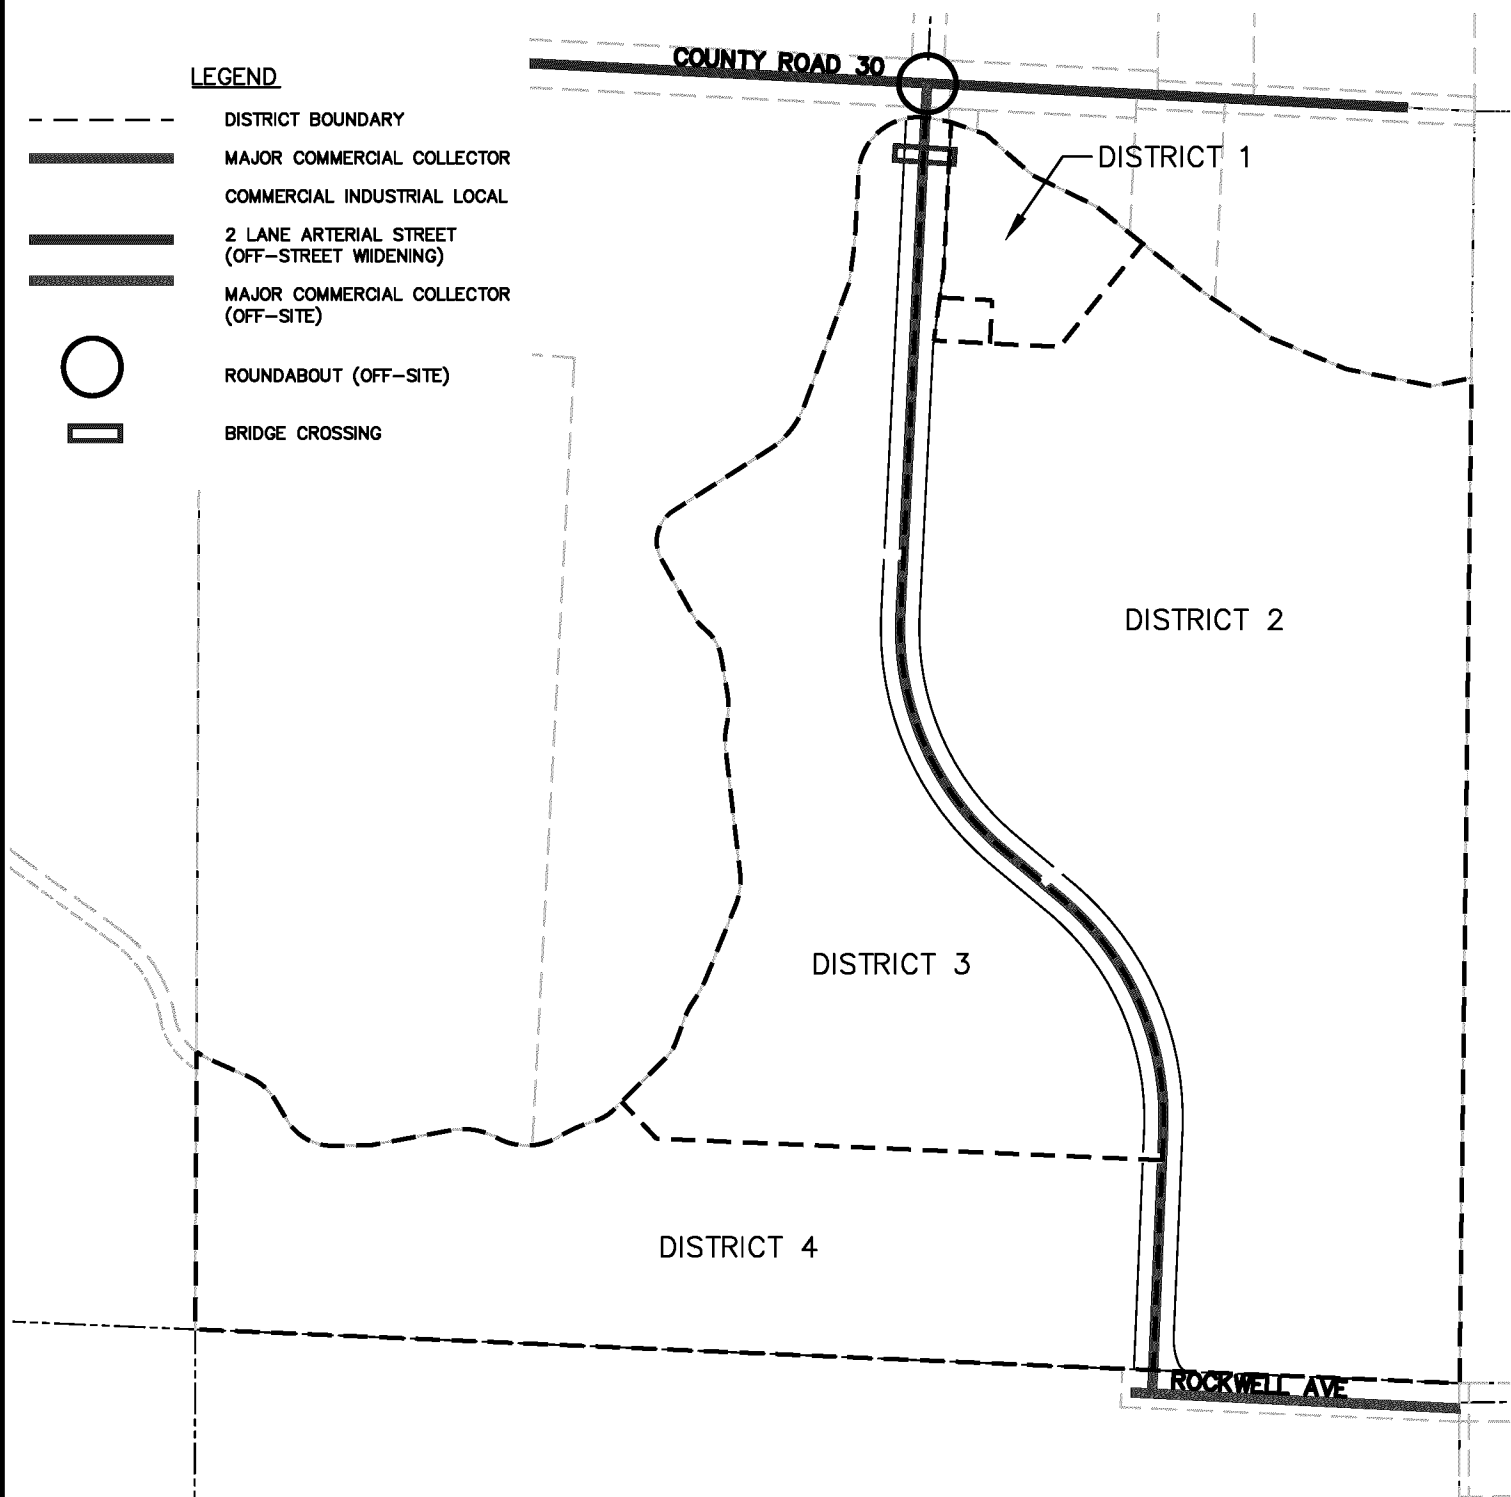 COUNTY ROAD 30
LEGEND
DISTRICT BOUNDARY
MAJOR COMMERCIAL COLLECTOR
COMMERCIAL INDUSTRIAL LOCAL
2 LANE ARTERIAL STREET
(OFF-STREET WIDENING)
MAJOR COMMERCIAL COLLECTOR
(OFF-SITE)
ROUNDABOUT (OFF-SITE)
BRIDGE CROSSING
DISTRICT 1
DISTRICT 2
DISTRICT 3
DISTRICT 4
ROCKWELL AVE